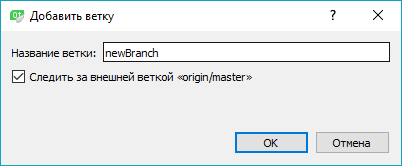 Добавить ветку
Название ветки: newBranch
Следить за внешней веткой «origin/master»
OK Отмена